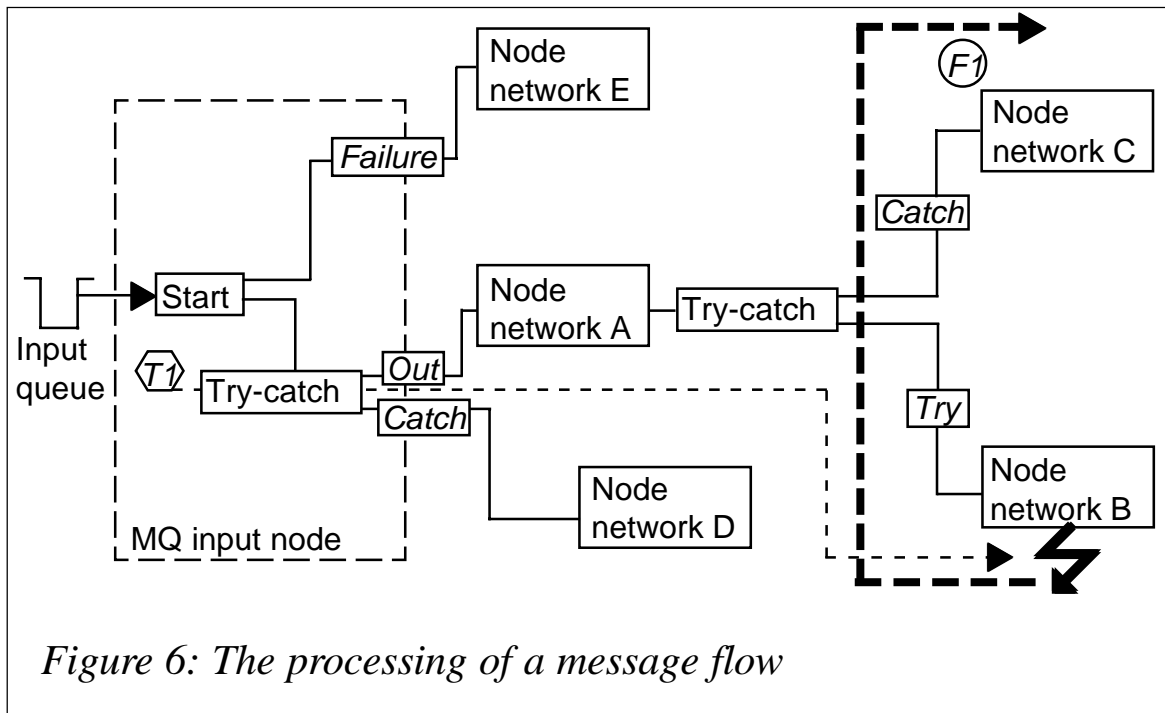 Node
network E
F1
Node
network C
Failure
Catch
Start
Node
network A
Try-catch
Input
queue
T1
Out
Try-catch
Catch
Try
Node
network B
Node
network D
MQ input node
Figure 6: The processing of a message flow